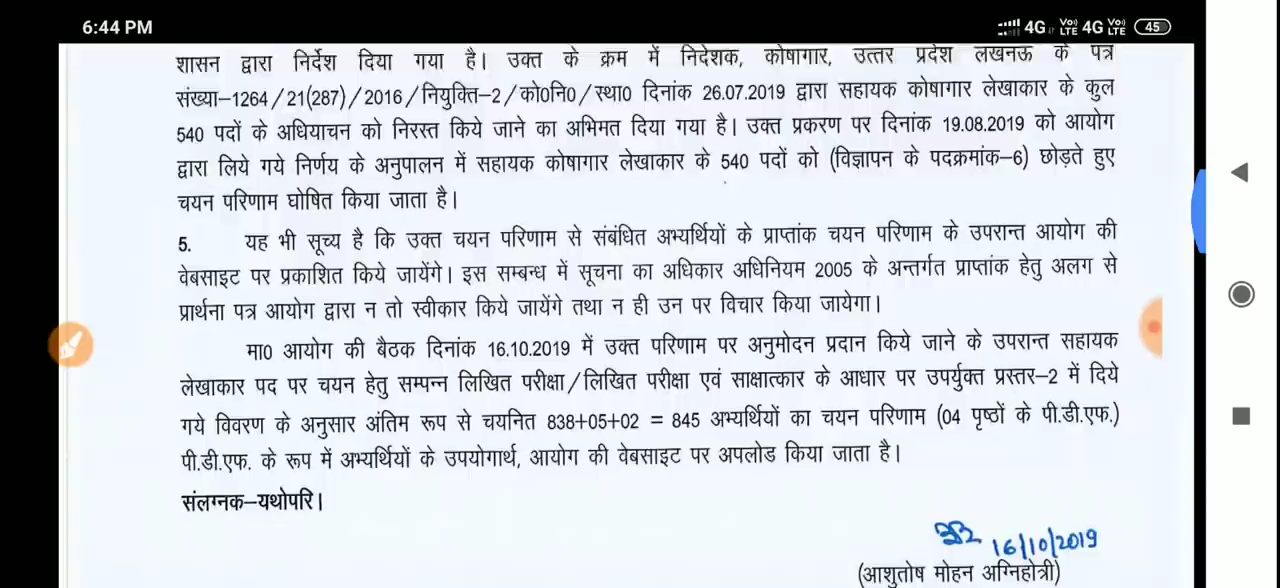 6:44 PM
4G VoLTE 4G VoLTE 45
शासन द्वारा निर्देश दिया गया है। उक्त के क्रम में निदेशक, कोषागार, उत्तर प्रदेश लखनऊ के पत्र
संख्या–1264/21(287)/2016/नियुक्ति–2/को0नि0/स्था0 दिनांक 26.07.2019 द्वारा सहायक कोषागार लेखाकार के कुल
540 पदों के अधियाचन को निरस्त किये जाने का अभिमत दिया गया है। उक्त प्रकरण पर दिनांक 19.08.2019 को आयोग
द्वारा लिये गये निर्णय के अनुपालन में सहायक कोषागार लेखाकार के 540 पदों को (विज्ञापन के पदक्रमांक–6) छोड़ते हुए
चयन परिणाम घोषित किया जाता है।
5. यह भी सूच्य है कि उक्त चयन परिणाम से संबंधित अभ्यर्थियों के प्राप्तांक चयन परिणाम के उपरान्त आयोग की
वेबसाइट पर प्रकाशित किये जायेंगे। इस सम्बन्ध में सूचना का अधिकार अधिनियम 2005 के अन्तर्गत प्राप्तांक हेतु अलग से
प्रार्थना पत्र आयोग द्वारा न तो स्वीकार किये जायेंगे तथा न ही उन पर विचार किया जायेगा।
मा0 आयोग की बैठक दिनांक 16.10.2019 में उक्त परिणाम पर अनुमोदन प्रदान किये जाने के उपरान्त सहायक
लेखाकार पद पर चयन हेतु सम्पन्न लिखित परीक्षा/लिखित परीक्षा एवं साक्षात्कार के आधार पर उपर्युक्त प्रस्तर–2 में दिये
गये विवरण के अनुसार अंतिम रूप से चयनित 838+05+02 = 845 अभ्यर्थियों का चयन परिणाम (04 पृष्ठों के पी.डी.एफ.)
पी.डी.एफ. के रूप में अभ्यर्थियों के उपयोगार्थ, आयोग की वेबसाइट पर अपलोड किया जाता है।
संलग्नक–यथोपरि।
16/10/2019
(आशुतोष मोहन अग्निहोत्री)